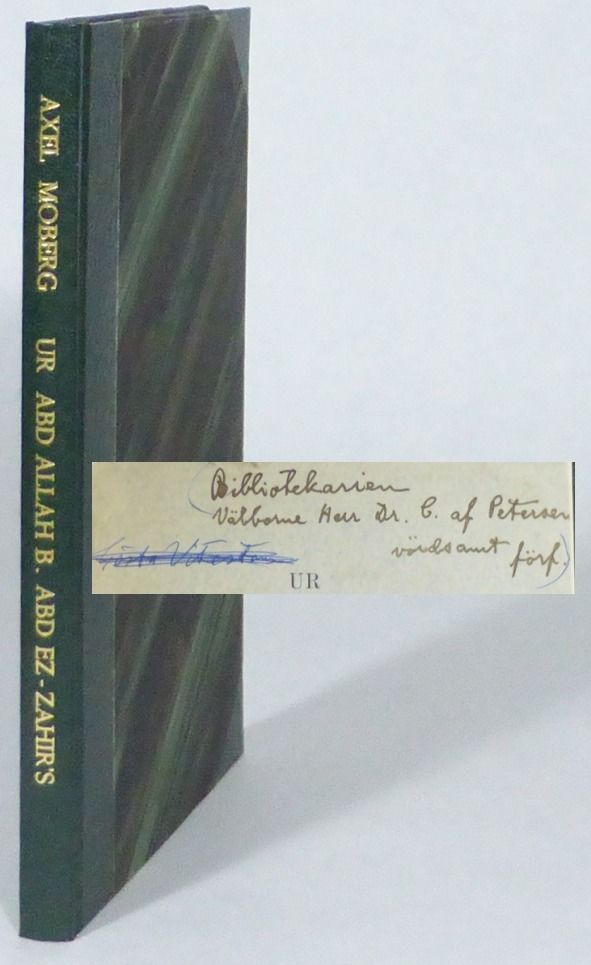 AXEL MOBERG UR ABD ALLAH B. ABD EZ-ZAHIR'S
Bibliotekarien
Välborne Herr Dr. C. af Petersen
vördsamt förf.
UR